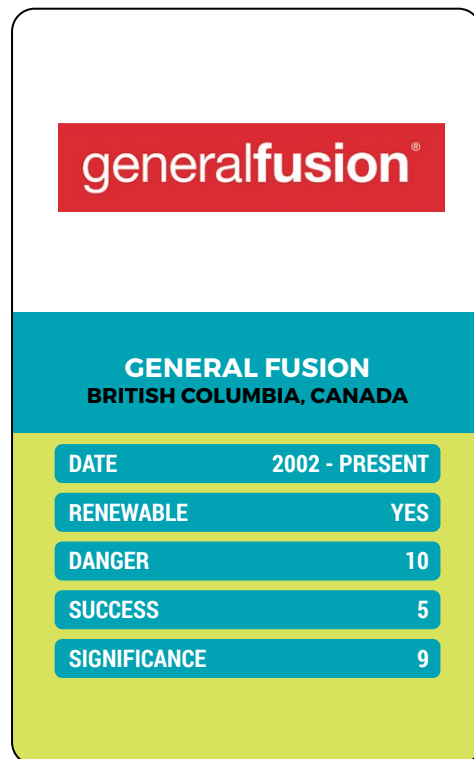 generalfusion®
GENERAL FUSION
BRITISH COLUMBIA, CANADA
DATE 2002 - PRESENT
RENEWABLE YES
DANGER 10
SUCCESS 5
SIGNIFICANCE 9